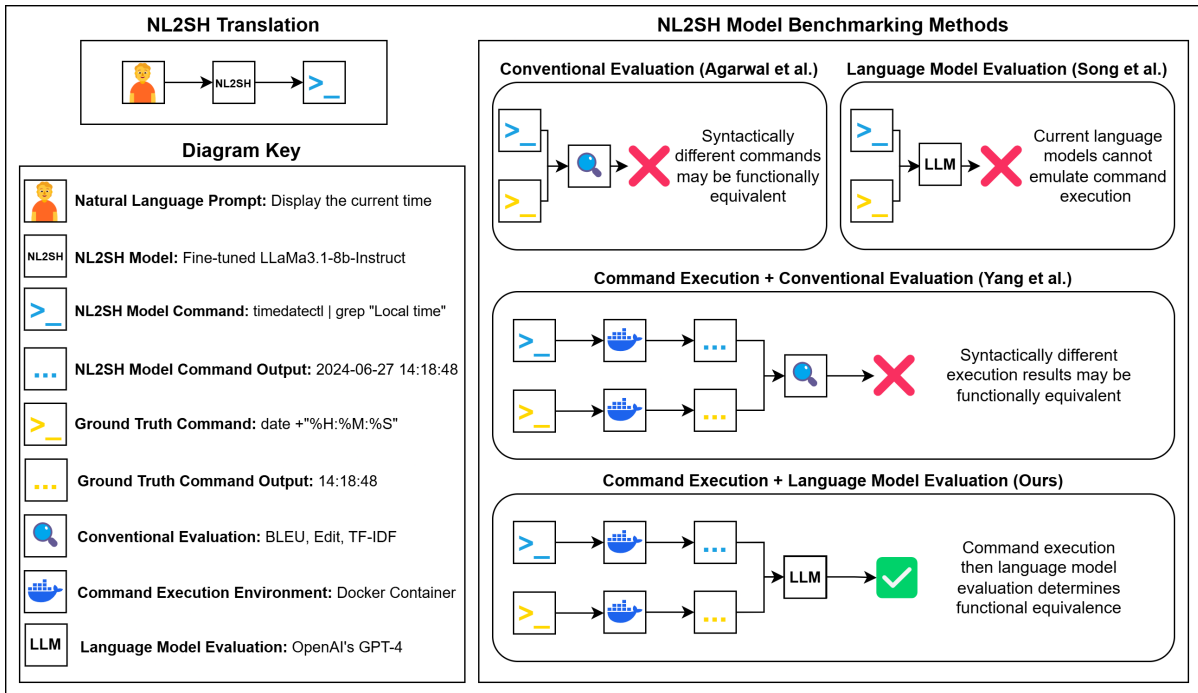 NL2SH Translation
NL2SH
>_
Diagram Key
Natural Language Prompt: Display the current time
NL2SH
NL2SH Model: Fine-tuned LLaMa3.1-8b-Instruct
>_
NL2SH Model Command: timedatectl | grep "Local time"
...
NL2SH Model Command Output: 2024-06-27 14:18:48
>_
Ground Truth Command: date +"%H:%M:%S"
...
Ground Truth Command Output: 14:18:48
Conventional Evaluation: BLEU, Edit, TF-IDF
Command Execution Environment: Docker Container
LLM
Language Model Evaluation: OpenAI's GPT-4
NL2SH Model Benchmarking Methods
Conventional Evaluation (Agarwal et al.)
>_
>_
Syntactically
different commands
may be functionally
equivalent
Language Model Evaluation (Song et al.)
>_
>_
LLM
Current language
models cannot
emulate command
execution
Command Execution + Conventional Evaluation (Yang et al.)
>_
...
>_
...
Syntactically different
execution results may be
functionally equivalent
Command Execution + Language Model Evaluation (Ours)
>_
...
>_
...
LLM
Command execution
then language model
evaluation determines
functional equivalence